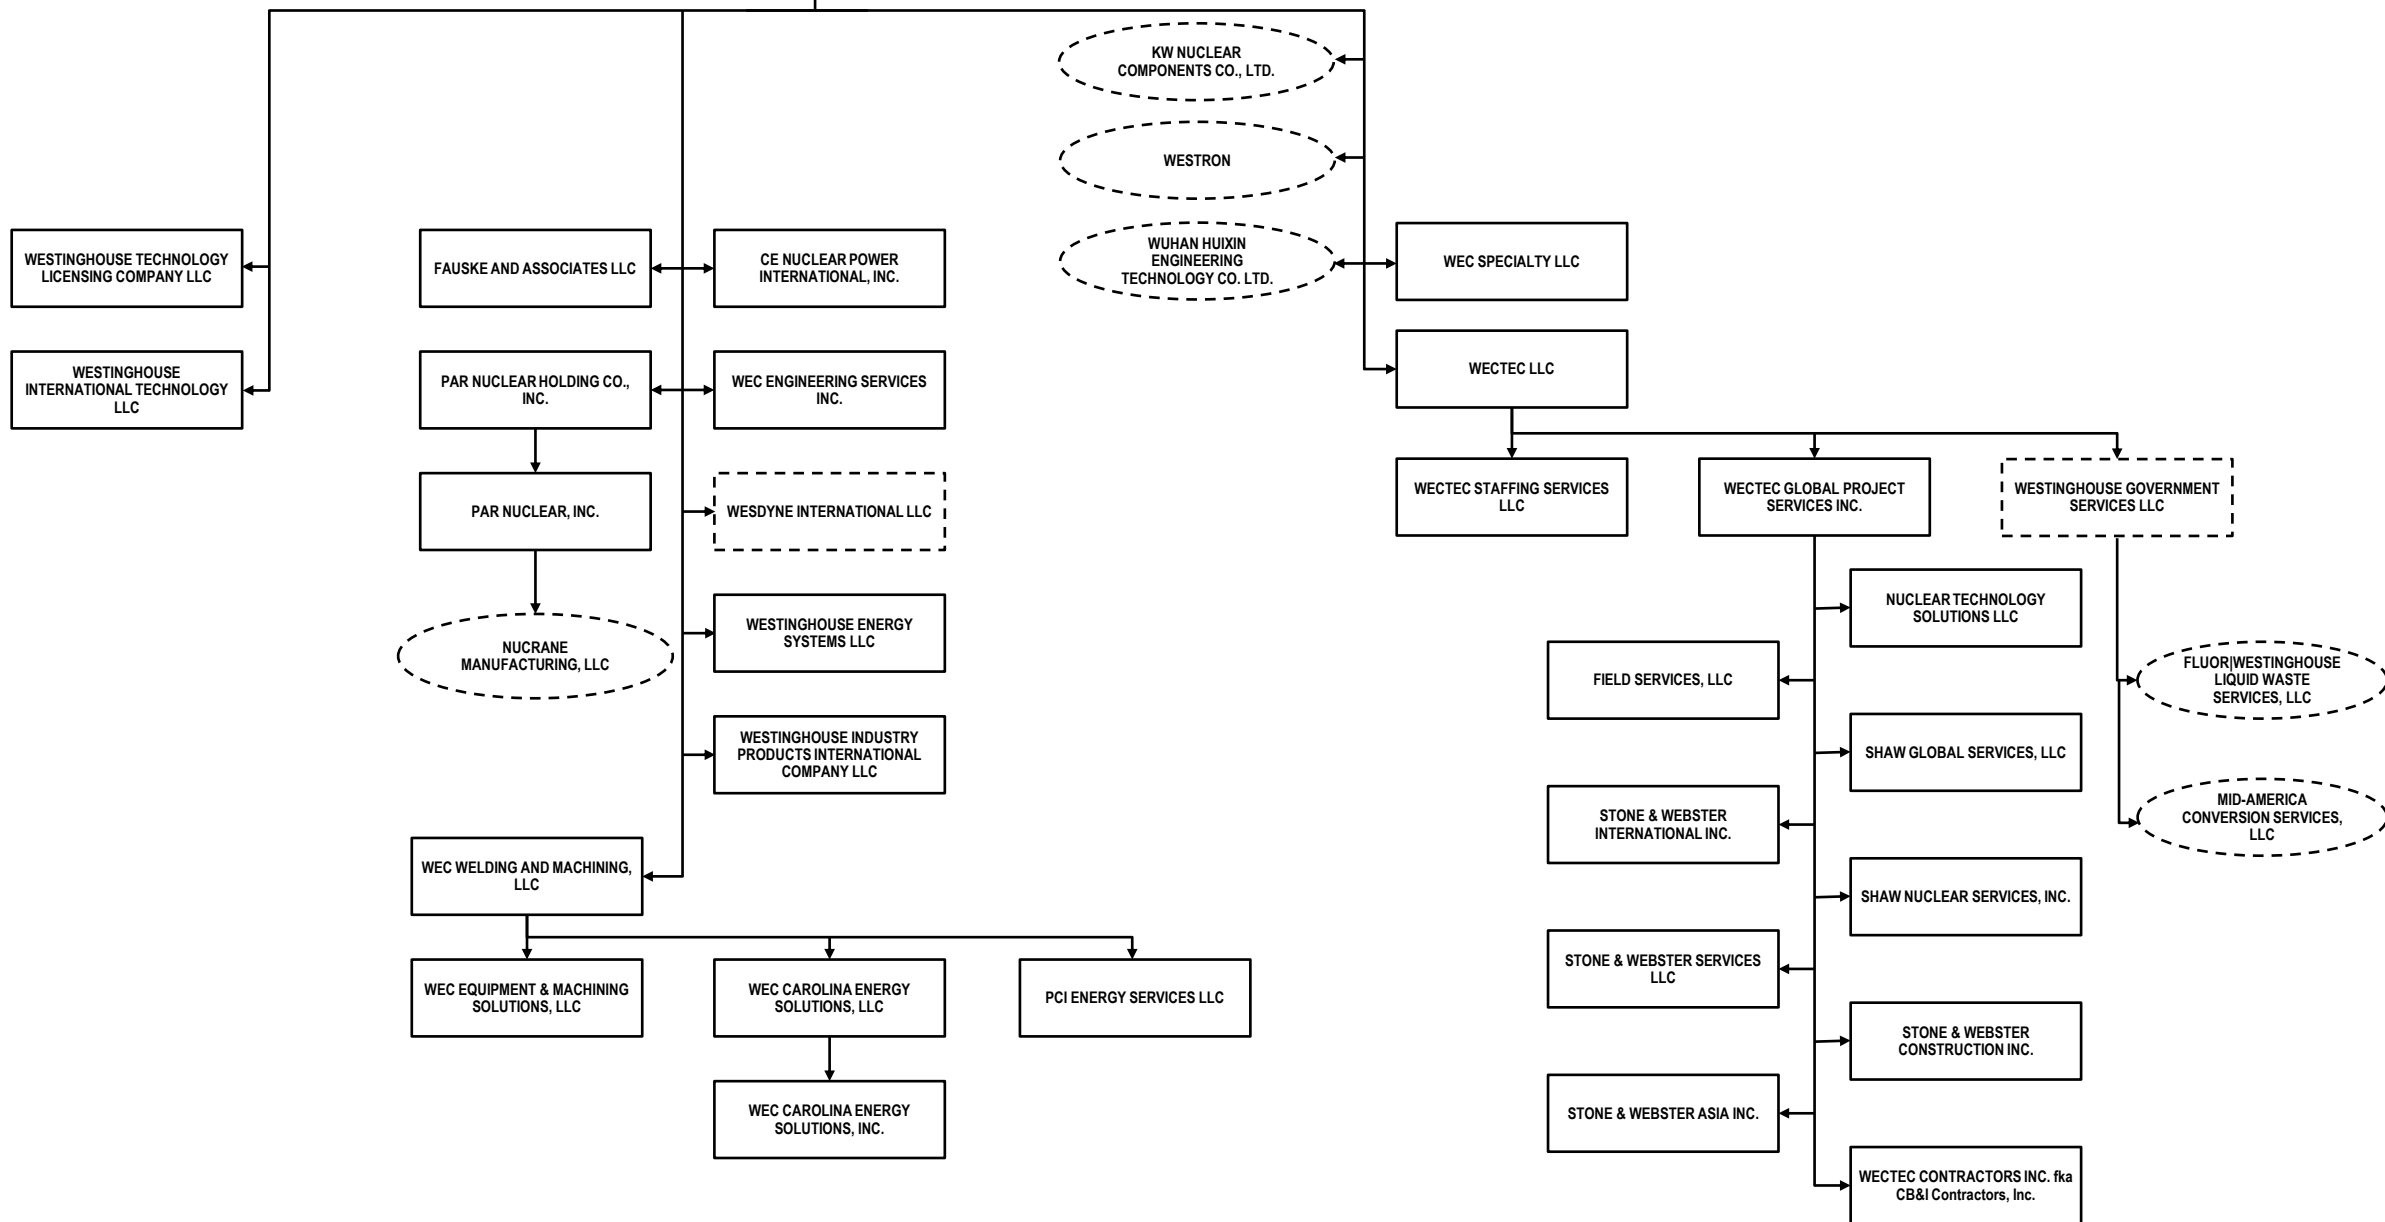 KW NUCLEAR
COMPONENTS CO., LTD.
WESTRON
WESTINGHOUSE TECHNOLOGY
LICENSING COMPANY LLC
FAUSKE AND ASSOCIATES LLC
CE NUCLEAR POWER
INTERNATIONAL, INC.
WUHAN HUIXIN
ENGINEERING
TECHNOLOGY CO. LTD.
WEC SPECIALTY LLC
WESTINGHOUSE
INTERNATIONAL TECHNOLOGY
LLC
PAR NUCLEAR HOLDING CO.,
INC.
WEC ENGINEERING SERVICES
INC.
WECTEC LLC
PAR NUCLEAR, INC.
WESDYNE INTERNATIONAL LLC
WECTEC STAFFING SERVICES
LLC
WECTEC GLOBAL PROJECT
SERVICES INC.
WESTINGHOUSE GOVERNMENT
SERVICES LLC
NUCRANE
MANUFACTURING, LLC
WESTINGHOUSE ENERGY
SYSTEMS LLC
NUCLEAR TECHNOLOGY
SOLUTIONS LLC
FIELD SERVICES, LLC
FLUOR|WESTINGHOUSE
LIQUID WASTE
SERVICES, LLC
WESTINGHOUSE INDUSTRY
PRODUCTS INTERNATIONAL
COMPANY LLC
SHAW GLOBAL SERVICES, LLC
STONE & WEBSTER
INTERNATIONAL INC.
MID-AMERICA
CONVERSION SERVICES,
LLC
WEC WELDING AND MACHINING,
LLC
SHAW NUCLEAR SERVICES, INC.
WEC EQUIPMENT & MACHINING
SOLUTIONS, LLC
WEC CAROLINA ENERGY
SOLUTIONS, LLC
PCI ENERGY SERVICES LLC
STONE & WEBSTER SERVICES
LLC
STONE & WEBSTER
CONSTRUCTION INC.
WEC CAROLINA ENERGY
SOLUTIONS, INC.
STONE & WEBSTER ASIA INC.
WECTEC CONTRACTORS INC. fka
CB&I Contractors, Inc.